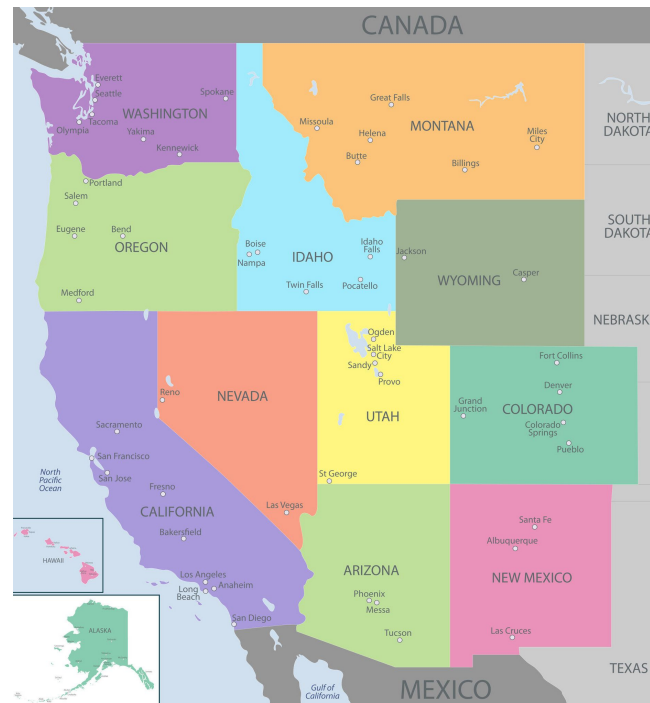 CANADA
Everett
Seattle
Spokane
WASHINGTON
Tacoma
Olympia
Yakima
Kennewick
Great Falls
Missoula
MONTANA
Helena
Miles
City
Butte
Billings
NORTH
DAKOTA
Portland
Salem
Eugene
Bend
OREGON
Medford
Boise
Nampa
IDAHO
Idaho
Falls
Twin Falls
Pocatello
Jackson
WYOMING
Casper
SOUTH
DAKOTA
NEBRASK
Ogden
Salt Lake
City
Sandy
Provo
UTAH
St George
Fort Collins
Denver
Grand
Junction
COLORADO
Colorado
Springs
Pueblo
Reno
NEVADA
Las Vegas
Sacramento
San Francisco
San Jose
Fresno
CALIFORNIA
Bakersfield
Los Angeles
Long
Beach
Anaheim
San Diego
North
Pacific
Ocean
HAWAII
ALASKA
ARIZONA
Phoenix
Messa
Tucson
Santa Fe
Albuquerque
NEW MEXICO
Las Cruces
TEXAS
Gulf of
California
MEXICO